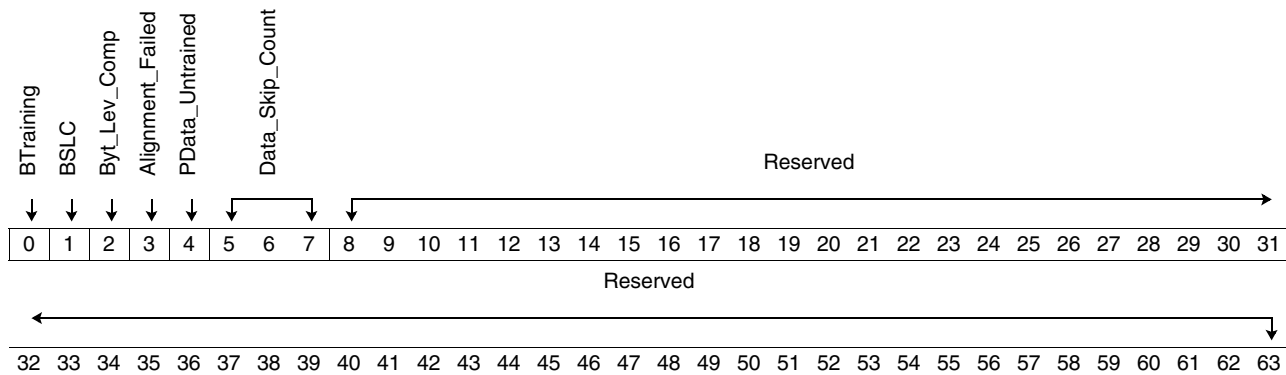 BTraining
BSLC
Byt_Lev_Comp
Alignment_Failed
PData_Untrained
Data_Skip_Count
Reserved
0 1 2 3 4 5 6 7 8 9 10 11 12 13 14 15 16 17 18 19 20 21 22 23 24 25 26 27 28 29 30 31
Reserved
32 33 34 35 36 37 38 39 40 41 42 43 44 45 46 47 48 49 50 51 52 53 54 55 56 57 58 59 60 61 62 63